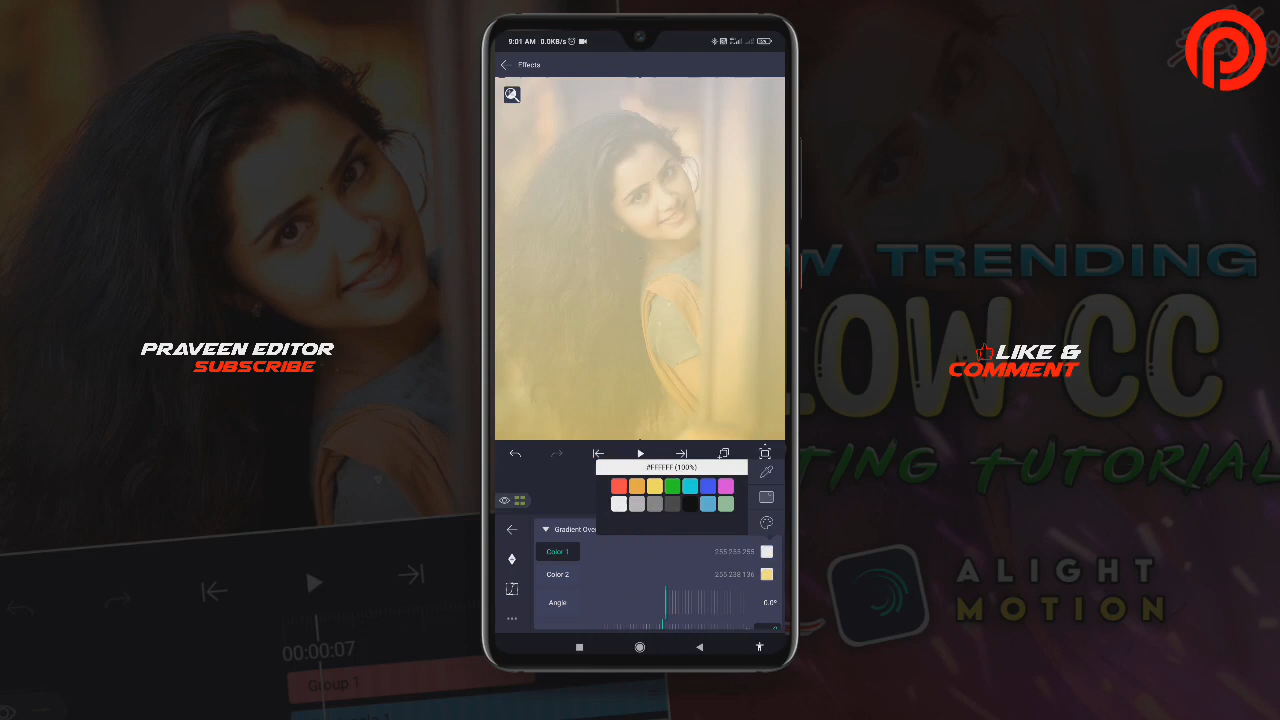 9:01 AM 0.0KB/s
Effects
PRAVEEN EDITOR
SUBSCRIBE
LIKE &
COMMENT
TRENDING
LOW CC
TING TUTORIAL
ALIGHT
MOTION
#FFFFFF (100%)
Gradient Over
Color 1
255 255 255
Color 2
255 238 136
Angle
0.0º
00:00:07
Group 1